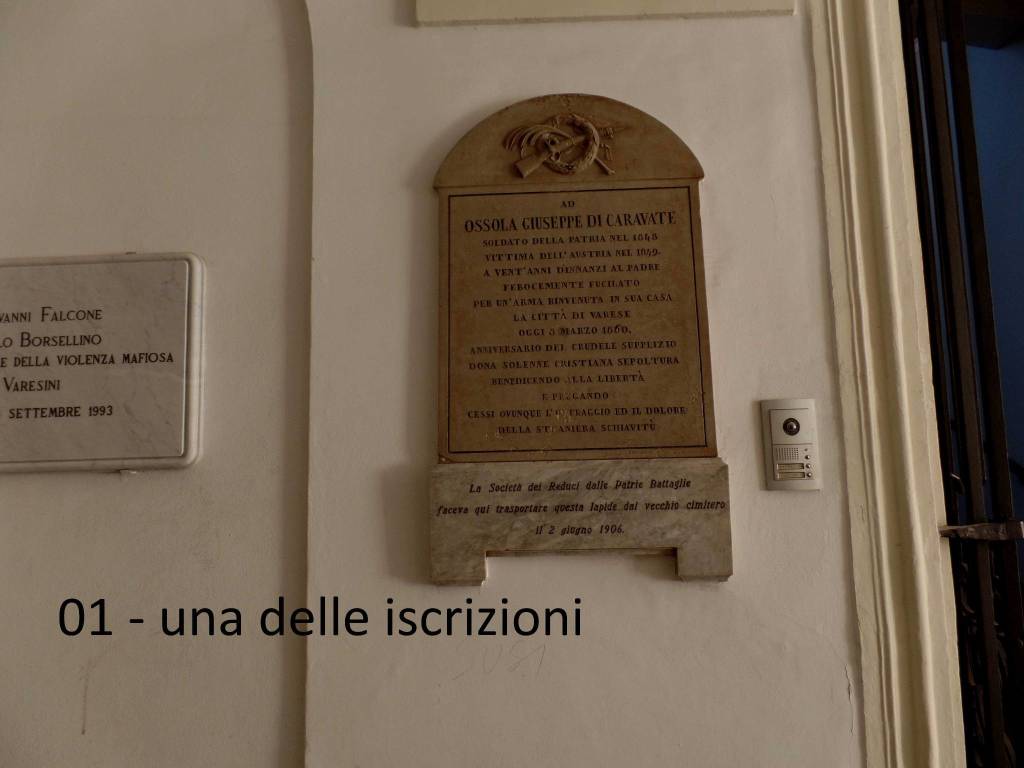 VANNI FALCONE
LO BORSELLINO
E DELLA VIOLENZA MAFIOSA
VARESINI
SETTEMBRE 1993
AD
OSSOLA GIUSEPPE DI CARAVATE
SOLDATO DELLA PATRIA NEL 1848
VITTIMA DELL'AUSTRIA NEL 1849.
A VENT'ANNI DINNANZI AL PADRE
FEROCEMENTE FUCILATO
PER UN'ARMA RINVENUTA IN SUA CASA
LA CITTÀ DI VARESE
OGGI 8 MARZO 1860,
ANNIVERSARIO DEL CRUDELE SUPPLIZIO
DONA SOLENNE CRISTIANA SEPOLTURA
BENEDICENDO ALLA LIBERTÀ
E PREGANDO
CESSI OVUNQUE L'OLTRAGGIO ED IL DOLORE
DELLA STRANIERA SCHIAVITÙ
La Società dei Reduci dalle Patrie Battaglie
faceva qui trasportare questa lapide dal vecchio cimitero
il 2 giugno 1906.
01 - una delle iscrizioni